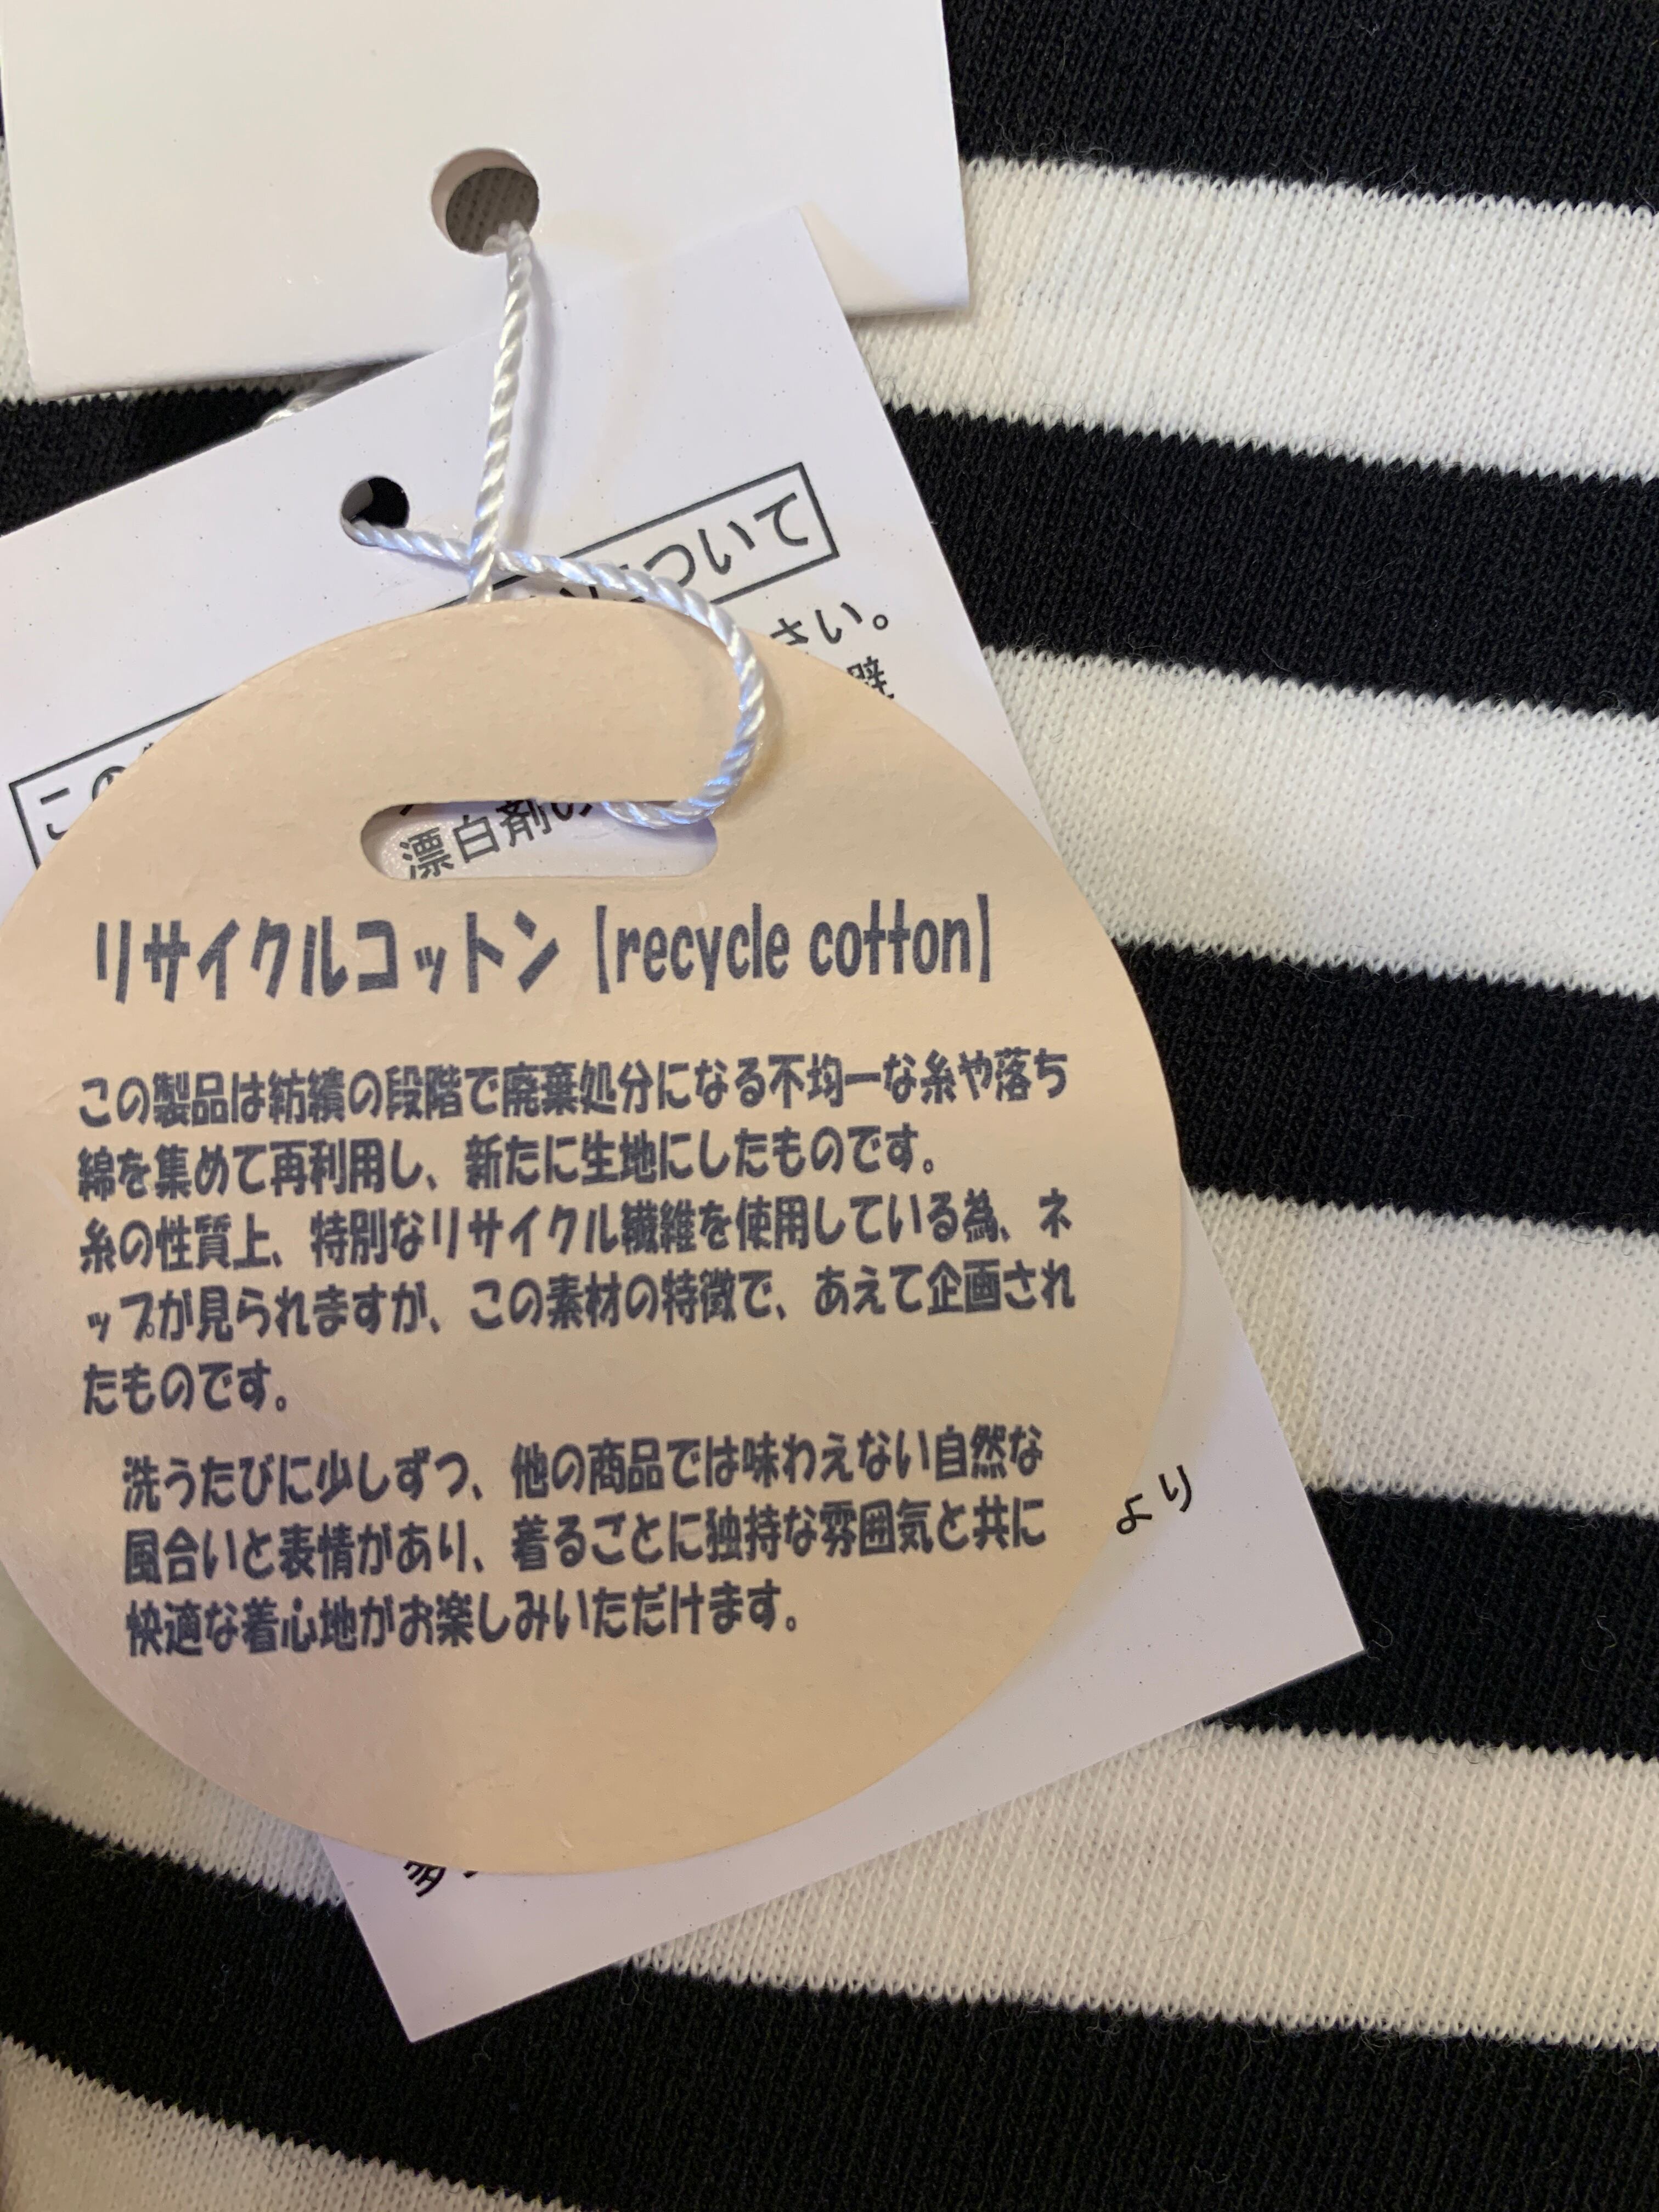 ついて
さい。
この
漂白剤の
リサイクルコットン【recycle cotton】
この製品は紡績の段階で廃棄処分になる不均一な糸や落ち
綿を集めて再利用し、新たに生地にしたものです。
糸の性質上、特別なリサイクル繊維を使用している為、ネ
ップが見られますが、この素材の特徴で、あえて企画され
たものです。
洗うたびに少しずつ、他の商品では味わえない自然な
風合いと表情があり、着るごとに独持な雰囲気と共に
快適な着心地がお楽しみいただけます。
より